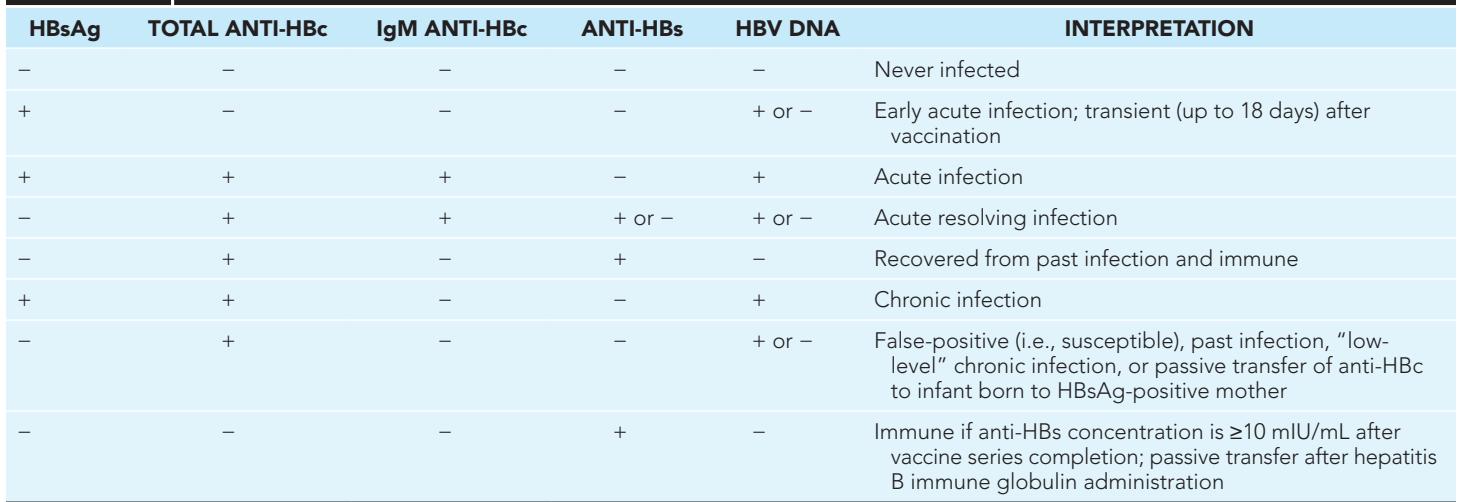 HBsAg TOTAL ANTI-HBc IgM ANTI-HBc ANTI-HBs HBV DNA INTERPRETATION
− − − − − Never infected
+ − − − + or − Early acute infection; transient (up to 18 days) after
vaccination
+ + + − + Acute infection
− + + + or − + or − Acute resolving infection
− + − + − Recovered from past infection and immune
+ + − − + Chronic infection
− + − − + or − False-positive (i.e., susceptible), past infection, “low-
level” chronic infection, or passive transfer of anti-HBc
to infant born to HBsAg-positive mother
− − − + − Immune if anti-HBs concentration is ≥10 mIU/mL after
vaccine series completion; passive transfer after hepatitis
B immune globulin administration